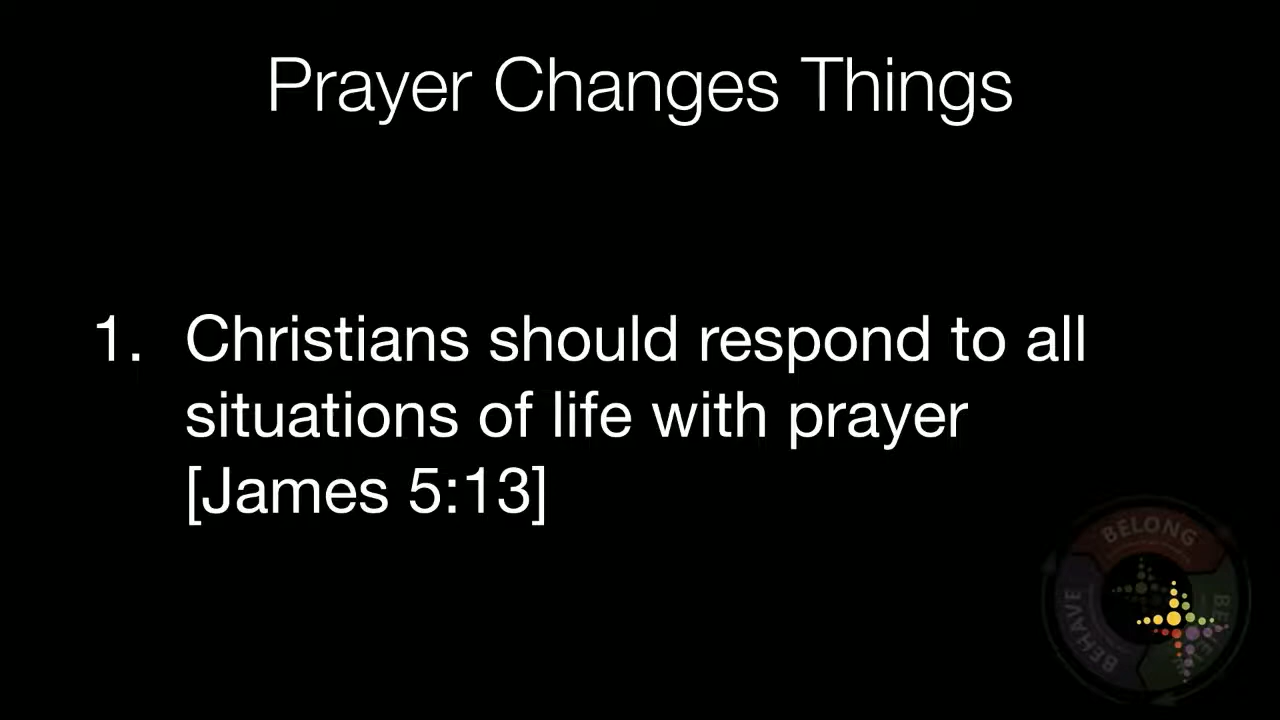 Prayer Changes Things
1. Christians should respond to all
situations of life with prayer
[James 5:13]
BELONG
BEHAVE